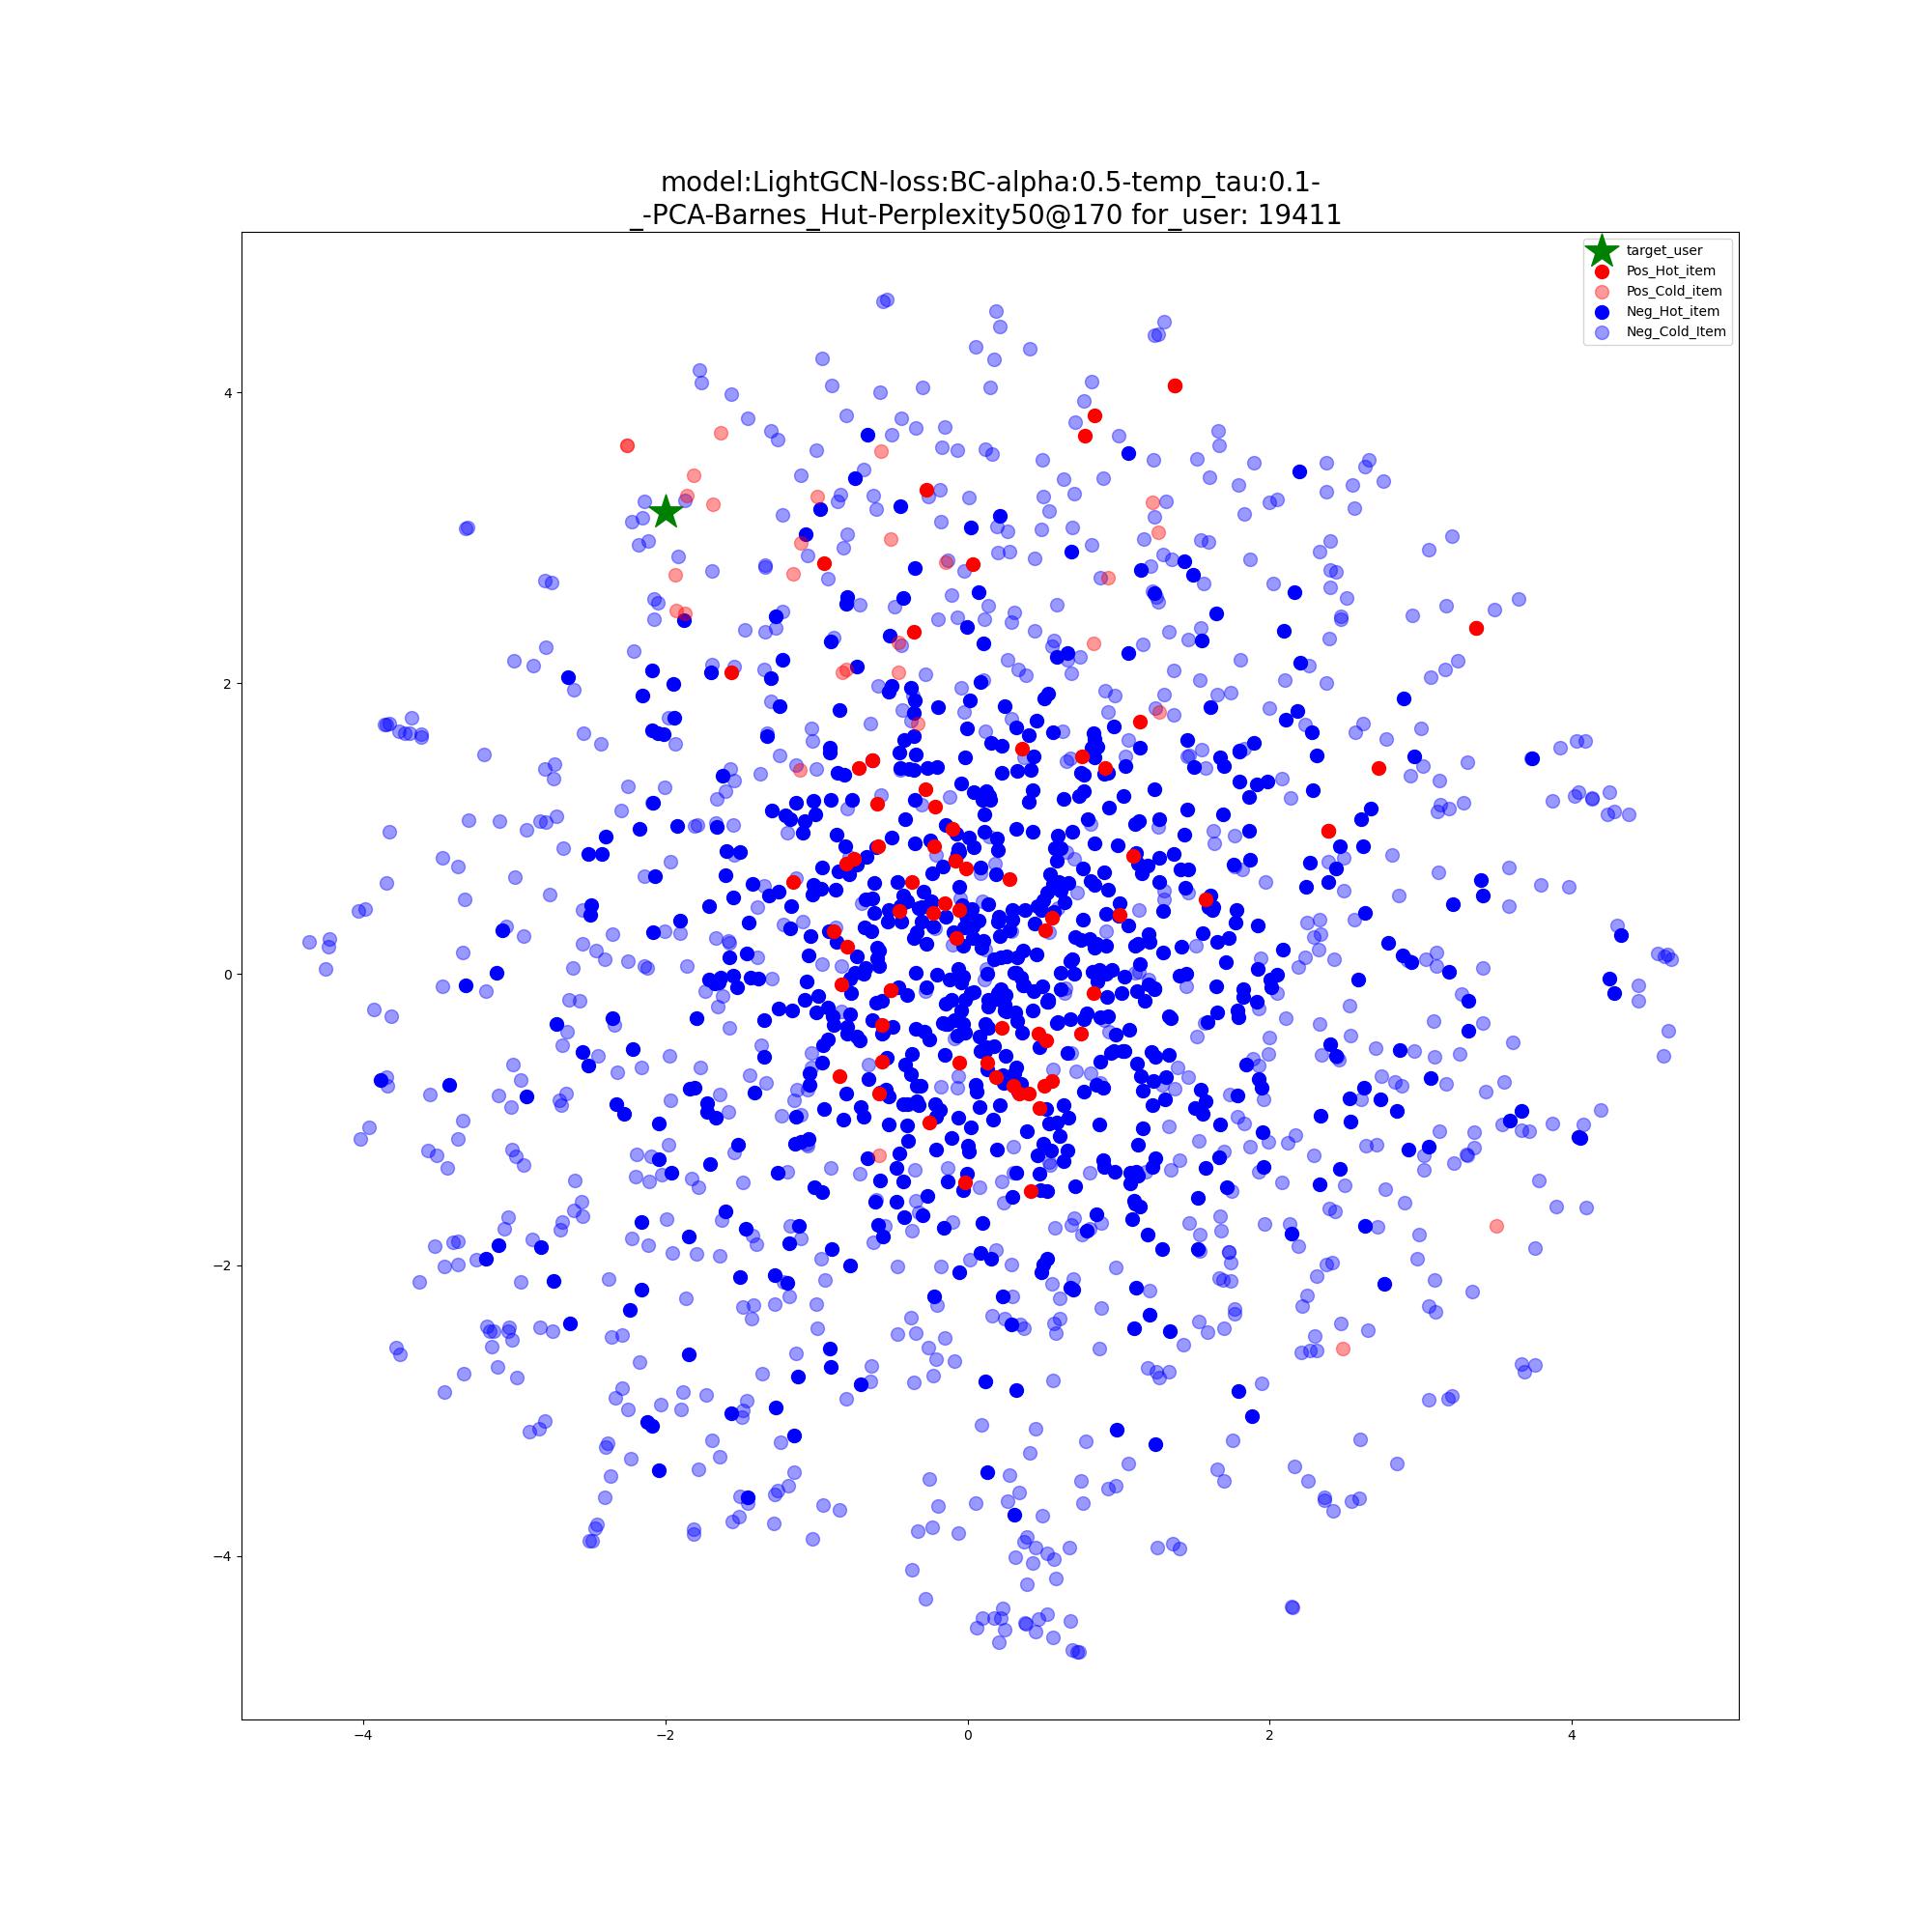 model:LightGCN-loss:BC-alpha:0.5-temp_tau:0.1-
_-PCA-Barnes_Hut-Perplexity50@170 for_user: 19411
target_user
Pos_Hot_item
Pos_Cold_item
Neg_Hot_item
Neg_Cold_Item
4
2
0
−2
−4
−4
−2
0
2
4